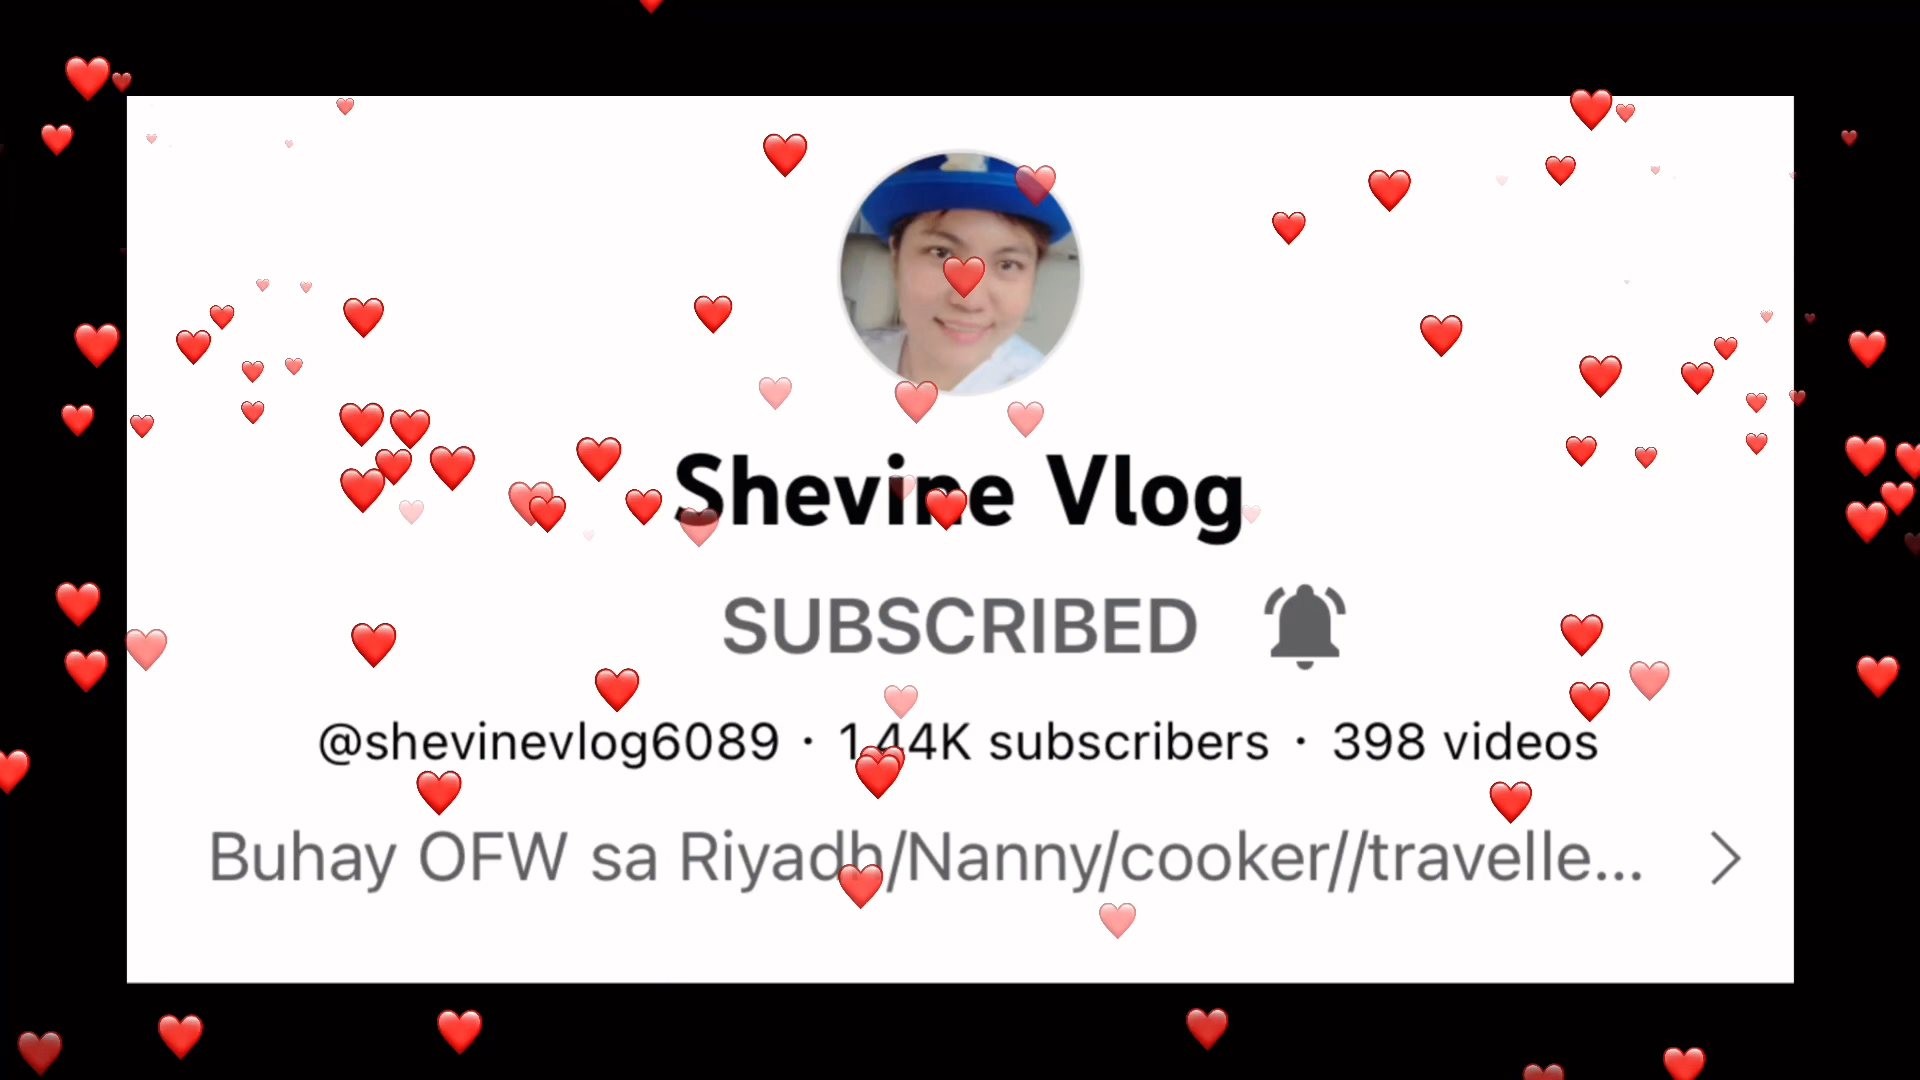 Shevine Vlog
SUBSCRIBED
@shevinevlog6089 · 1.44K subscribers · 398 videos
Buhay OFW sa Riyadh/Nanny/cooker//travelle...